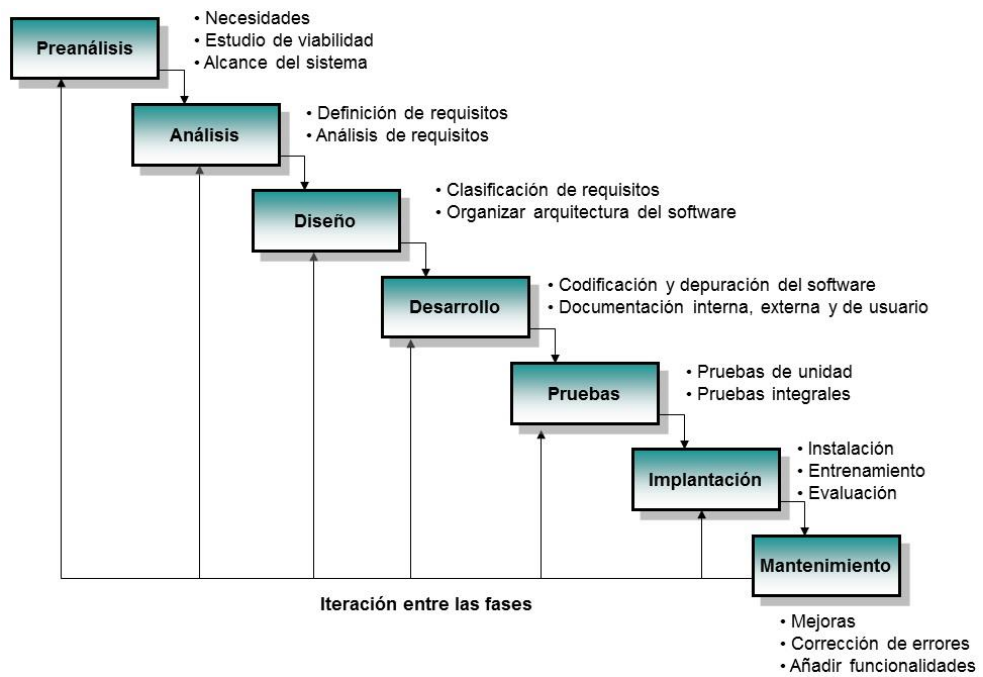 Preanálisis
• Necesidades
• Estudio de viabilidad
• Alcance del sistema
Análisis
• Definición de requisitos
• Análisis de requisitos
Diseño
• Clasificación de requisitos
• Organizar arquitectura del software
Desarrollo
• Codificación y depuración del software
• Documentación interna, externa y de usuario
Pruebas
• Pruebas de unidad
• Pruebas integrales
Implantación
• Instalación
• Entrenamiento
• Evaluación
Mantenimiento
Iteración entre las fases
• Mejoras
• Corrección de errores
• Añadir funcionalidades